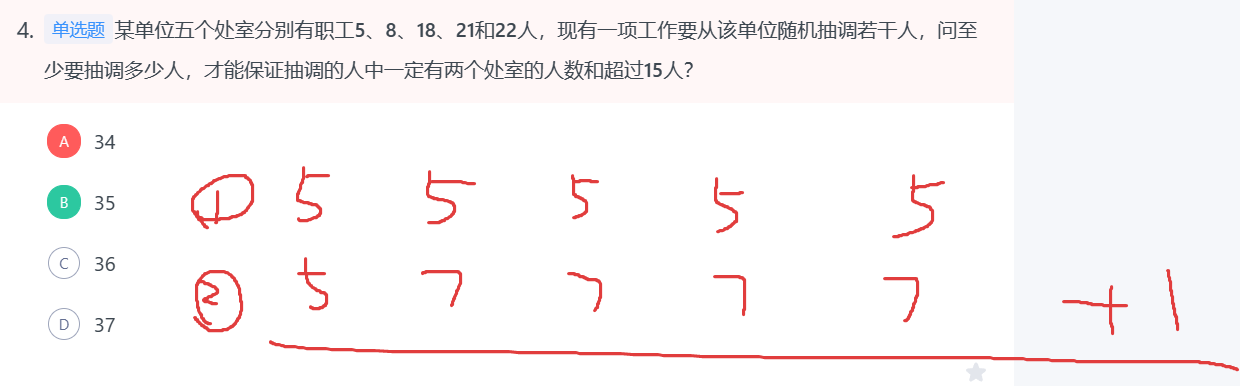 4. 单选题 某单位五个处室分别有职工5、8、18、21和22人，现有一项工作要从该单位随机抽调若干人，问至
少要抽调多少人，才能保证抽调的人中一定有两个处室的人数和超过15人?
A 34
B 35
① 5 5 5 5 5
C 36
② 5 7 7 7 7 +1
D 37